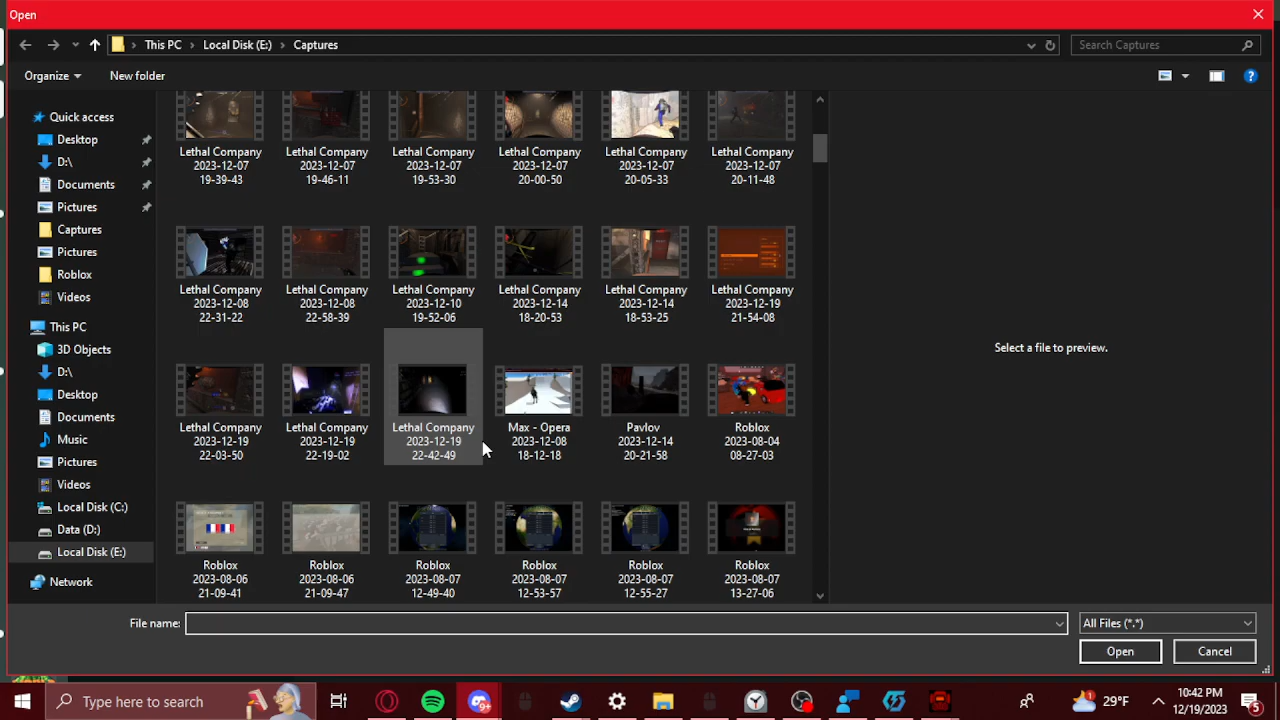 Open
This PC > Local Disk (E:) > Captures
Search Captures
Organize
New folder
Quick access
Desktop
D:\
Documents
Pictures
Captures
Pictures
Roblox
Videos
This PC
3D Objects
D:\
Desktop
Documents
Music
Pictures
Videos
Local Disk (C:)
Data (D:)
Local Disk (E:)
Network
Lethal Company 2023-12-07 19-39-43
Lethal Company 2023-12-07 19-46-11
Lethal Company 2023-12-07 19-53-30
Lethal Company 2023-12-07 20-00-50
Lethal Company 2023-12-07 20-05-33
Lethal Company 2023-12-07 20-11-48
Lethal Company 2023-12-08 22-31-22
Lethal Company 2023-12-08 22-58-39
Lethal Company 2023-12-10 19-52-06
Lethal Company 2023-12-14 18-20-53
Lethal Company 2023-12-14 18-53-25
Lethal Company 2023-12-19 21-54-08
Lethal Company 2023-12-19 22-03-50
Lethal Company 2023-12-19 22-19-02
Lethal Company 2023-12-19 22-42-49
Max - Opera 2023-12-08 18-12-18
Pavlov 2023-12-14 20-21-58
Roblox 2023-08-04 08-27-03
Roblox 2023-08-06 21-09-41
Roblox 2023-08-06 21-09-47
Roblox 2023-08-07 12-49-40
Roblox 2023-08-07 12-53-57
Roblox 2023-08-07 12-55-27
Roblox 2023-08-07 13-27-06
Select a file to preview.
File name:
All Files (*.*)
Open
Cancel
Type here to search
9+
1
29°F
10:42 PM
12/19/2023
5